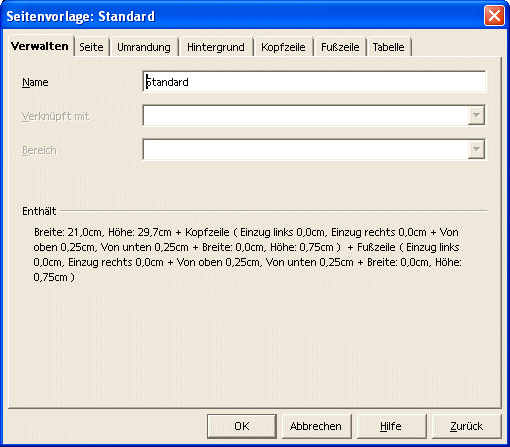 Seitenvorlage: Standard
Verwalten Seite Umrandung Hintergrund Kopfzeile Fußzeile Tabelle
Name Standard
Verknüpft mit
Bereich
Enthält
Breite: 21,0cm, Höhe: 29,7cm + Kopfzeile ( Einzug links 0,0cm, Einzug rechts 0,0cm + Von
oben 0,25cm, Von unten 0,25cm + Breite: 0,0cm, Höhe: 0,75cm ) + Fußzeile ( Einzug links
0,0cm, Einzug rechts 0,0cm + Von oben 0,25cm, Von unten 0,25cm + Breite: 0,0cm, Höhe:
0,75cm )
OK Abbrechen Hilfe Zurück